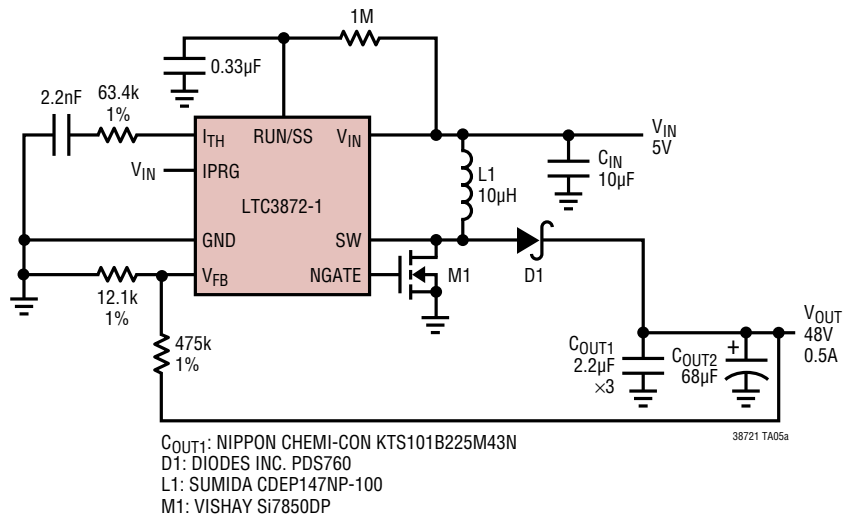 1M
0.33µF
2.2nF
63.4k
1%
I_TH
RUN/SS
V_IN
V_IN
5V
V_IN
IPRG
C_IN
10µF
L1
10µH
LTC3872-1
GND
SW
V_FB
NGATE
M1
D1
12.1k
1%
475k
1%
V_OUT
48V
0.5A
C_OUT1
2.2µF
×3
C_OUT2
68µF
+
38721 TA05a
C_OUT1: NIPPON CHEMI-CON KTS101B225M43N
D1: DIODES INC. PDS760
L1: SUMIDA CDEP147NP-100
M1: VISHAY Si7850DP